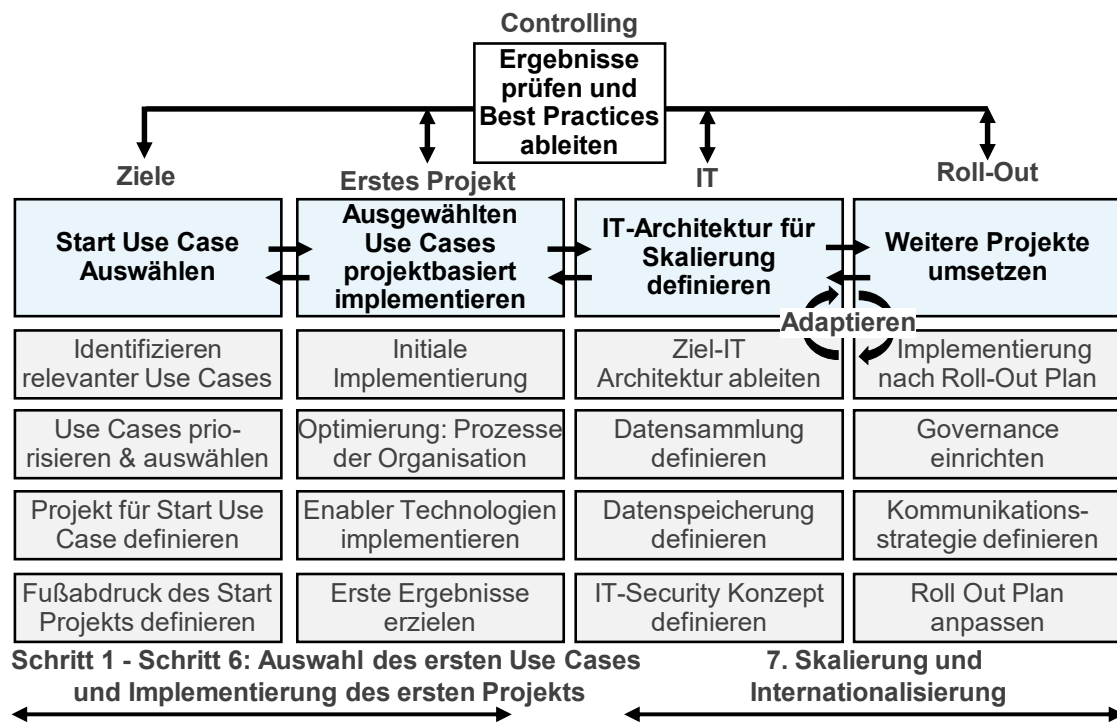 Controlling
Ergebnisse
prüfen und
Best Practices
ableiten
Ziele
Erstes Projekt
IT
Roll-Out
Start Use Case
Auswählen
Ausgewählten
Use Cases
projektbasiert
implementieren
IT-Architektur für
Skalierung
definieren
Weitere Projekte
umsetzen
Adaptieren
Identifizieren
relevanter Use Cases
Initiale
Implementierung
Ziel-IT
Architektur ableiten
Implementierung
nach Roll-Out Plan
Use Cases prio-
risieren & auswählen
Optimierung: Prozesse
der Organisation
Datensammlung
definieren
Governance
einrichten
Projekt für Start Use
Case definieren
Enabler Technologien
implementieren
Datenspeicherung
definieren
Kommunikations-
strategie definieren
Fußabdruck des Start
Projekts definieren
Erste Ergebnisse
erzielen
IT-Security Konzept
definieren
Roll Out Plan
anpassen
Schritt 1 - Schritt 6: Auswahl des ersten Use Cases
und Implementierung des ersten Projekts
7. Skalierung und
Internationalisierung